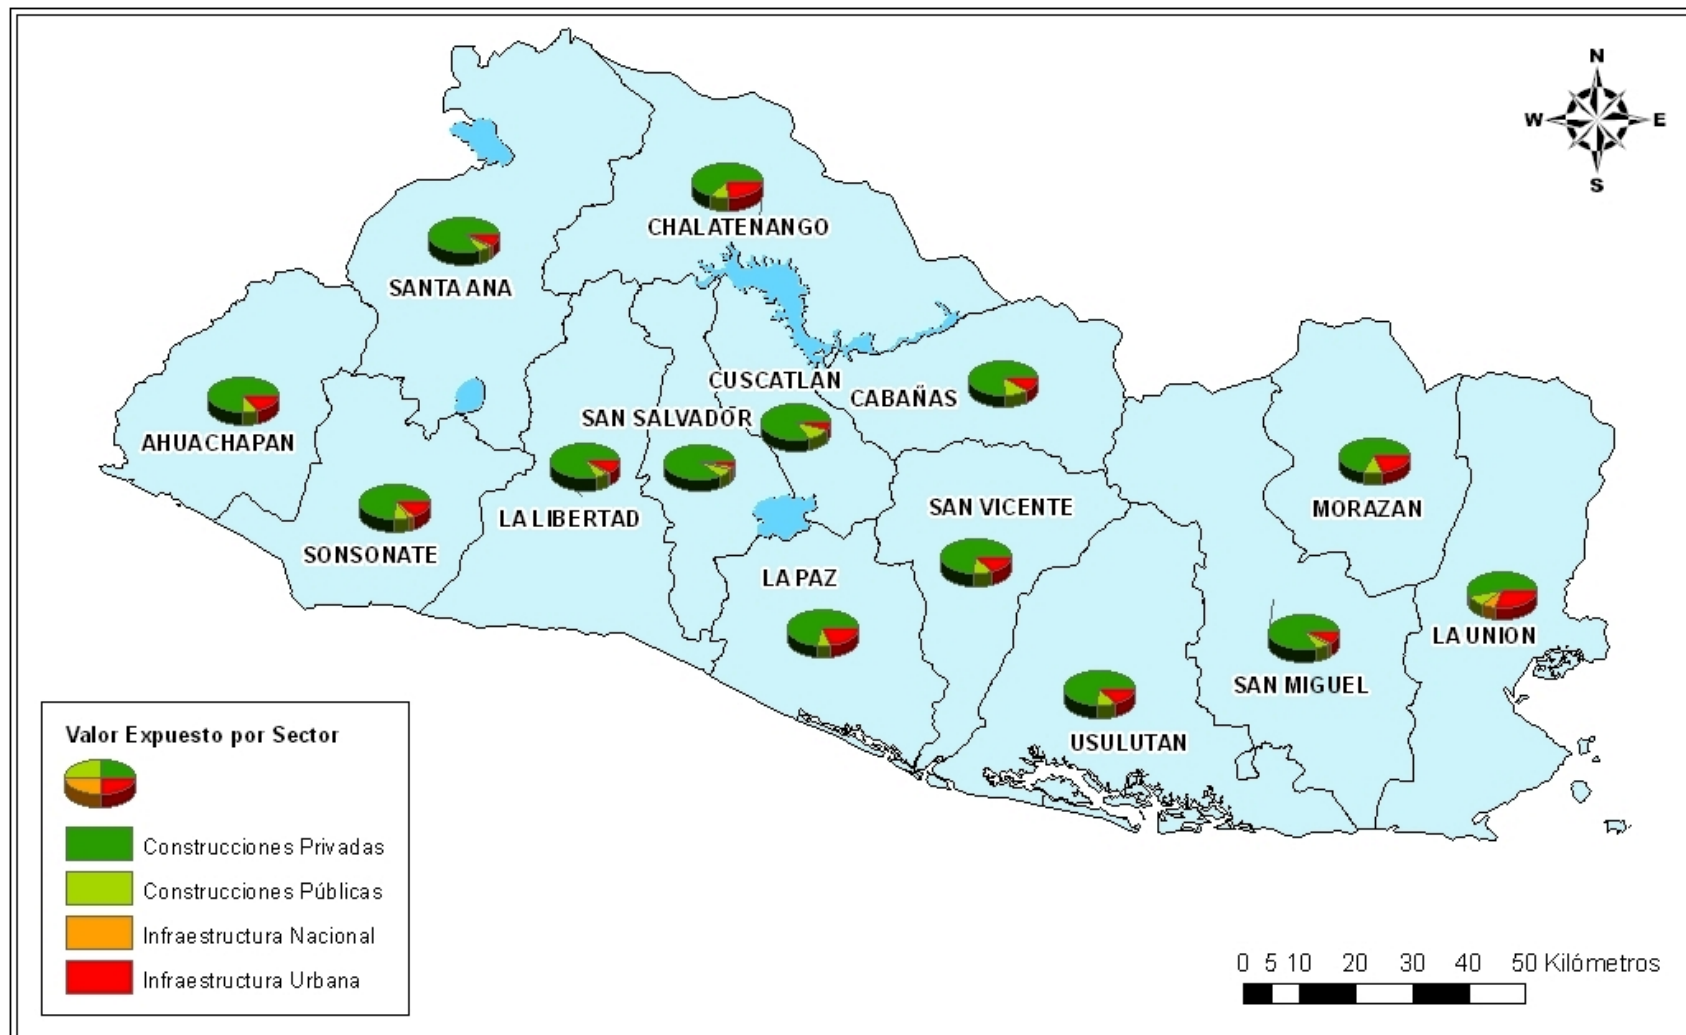 N
W E
S
CHALATENANGO
SANTA ANA
CUSCATLAN
CABAÑAS
SAN SALVADOR
AHUACHAPAN
SAN VICENTE
MORAZAN
LA LIBERTAD
SONSONATE
LA PAZ
LA UNION
SAN MIGUEL
USULUTAN
Valor Expuesto por Sector
Construcciones Privadas
Construcciones Públicas
Infraestructura Nacional
Infraestructura Urbana
0 5 10 20 30 40 50 Kilómetros